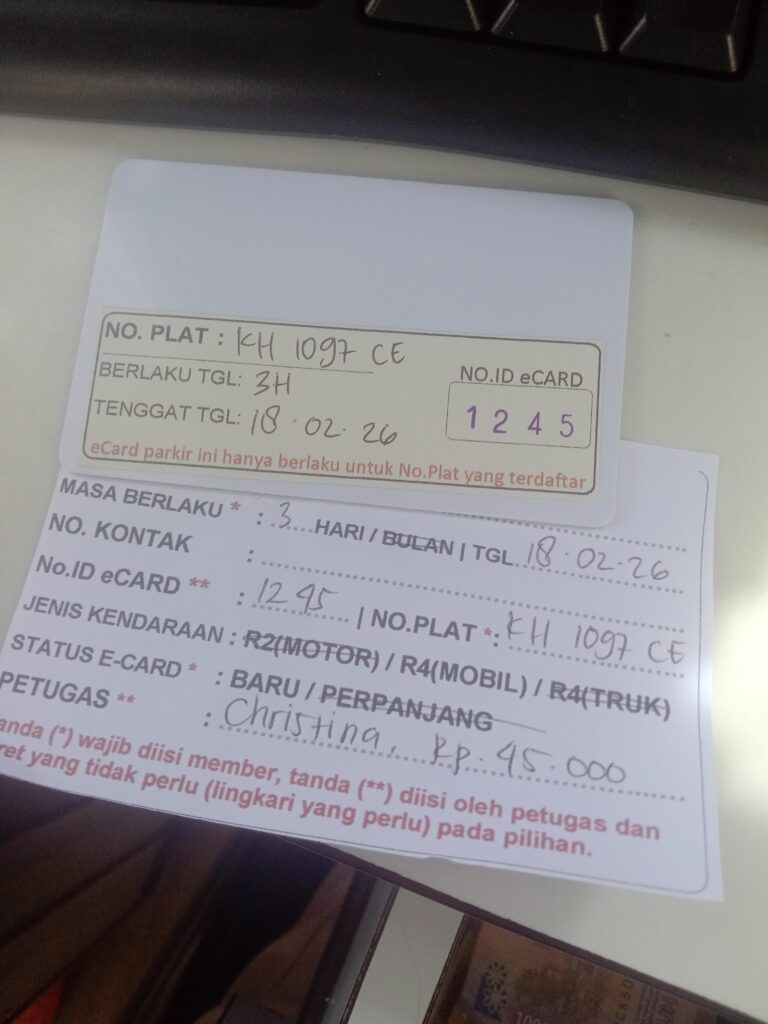 NO. PLAT : KH 1097 CE
BERLAKU TGL: 3H
TENGGAT TGL: 18.02.26
NO.ID eCARD
1245
eCard parkir ini hanya berlaku untuk No.Plat yang terdaftar
MASA BERLAKU * : 3 HARI / BULAN | TGL 18.02.26
NO. KONTAK :
No.ID eCARD ** : 1245 | NO.PLAT *: KH 1097 CE
JENIS KENDARAAN : R2(MOTOR) / R4(MOBIL) / R4(TRUK)
STATUS E-CARD * : BARU / PERPANJANG
PETUGAS ** : Christina, Rp. 45.000
anda (*) wajib diisi member, tanda (**) diisi oleh petugas dan
ret yang tidak perlu (lingkari yang perlu) pada pilihan.